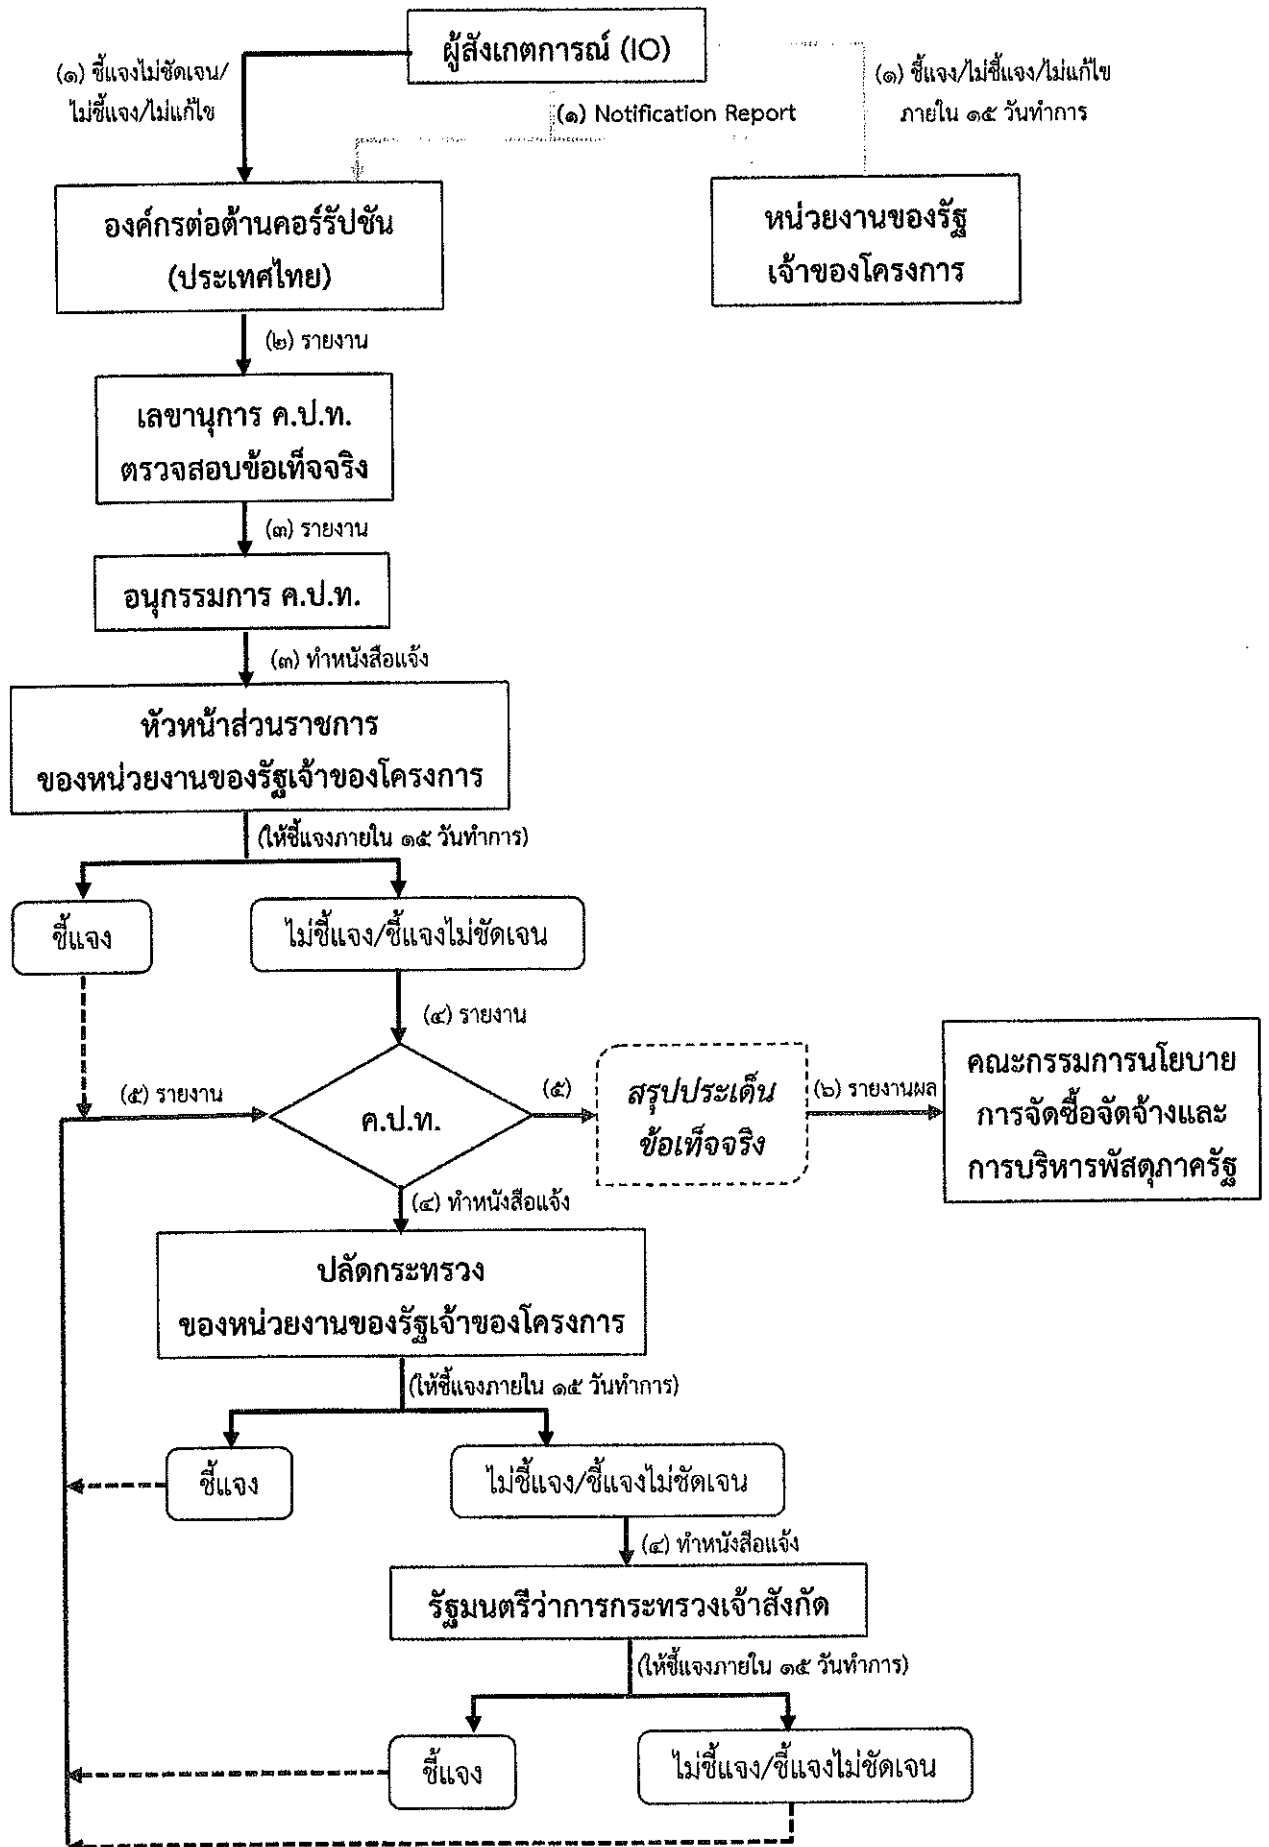 ผู้สังเกตการณ์ (IO)
(๑) ชี้แจงไม่ชัดเจน/
ไม่ชี้แจง/ไม่แก้ไข
(๑) Notification Report
(๑) ชี้แจง/ไม่ชี้แจง/ไม่แก้ไข
ภายใน ๑๕ วันทำการ
องค์กรต่อต้านคอร์รัปชัน
(ประเทศไทย)
หน่วยงานของรัฐ
เจ้าของโครงการ
(๒) รายงาน
เลขานุการ ค.ป.ท.
ตรวจสอบข้อเท็จจริง
(๓) รายงาน
อนุกรรมการ ค.ป.ท.
(๓) ทำหนังสือแจ้ง
หัวหน้าส่วนราชการ
ของหน่วยงานของรัฐเจ้าของโครงการ
(ให้ชี้แจงภายใน ๑๕ วันทำการ)
ชี้แจง
ไม่ชี้แจง/ชี้แจงไม่ชัดเจน
(๔) รายงาน
(๕) รายงาน
ค.ป.ท.
(๕)
สรุปประเด็น
ข้อเท็จจริง
(๖) รายงานผล
คณะกรรมการนโยบาย
การจัดซื้อจัดจ้างและ
การบริหารพัสดุภาครัฐ
(๔) ทำหนังสือแจ้ง
ปลัดกระทรวง
ของหน่วยงานของรัฐเจ้าของโครงการ
(ให้ชี้แจงภายใน ๑๕ วันทำการ)
ชี้แจง
ไม่ชี้แจง/ชี้แจงไม่ชัดเจน
(๔) ทำหนังสือแจ้ง
รัฐมนตรีว่าการกระทรวงเจ้าสังกัด
(ให้ชี้แจงภายใน ๑๕ วันทำการ)
ชี้แจง
ไม่ชี้แจง/ชี้แจงไม่ชัดเจน